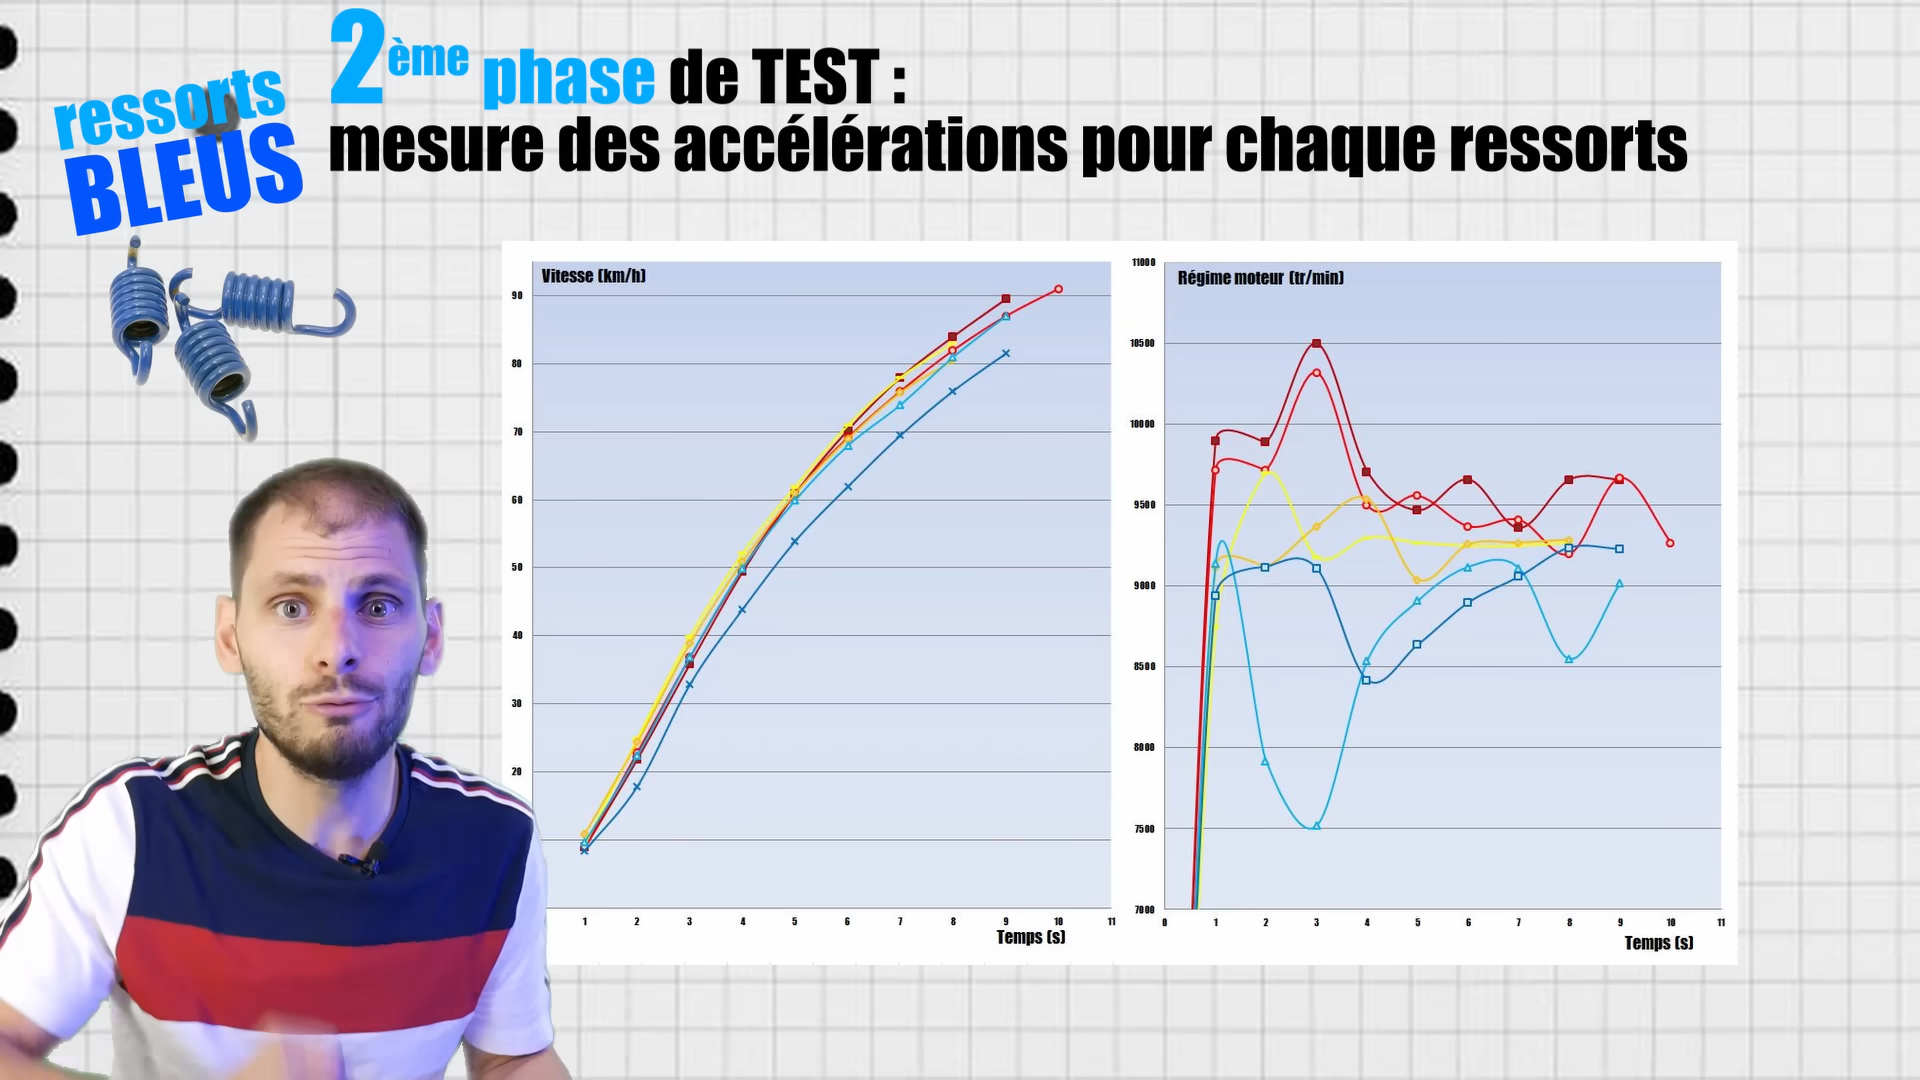 2ème phase de TEST :
mesure des accélérations pour chaque ressorts
ressorts
BLEUS
Vitesse (km/h)
90
80
70
60
50
40
30
20
1 2 3 4 5 6 7 8 9 10 11
Temps (s)
Régime moteur (tr/min)
11000
10500
10000
9500
9000
8500
8000
7500
7000
0 1 2 3 4 5 6 7 8 9 10 11
Temps (s)